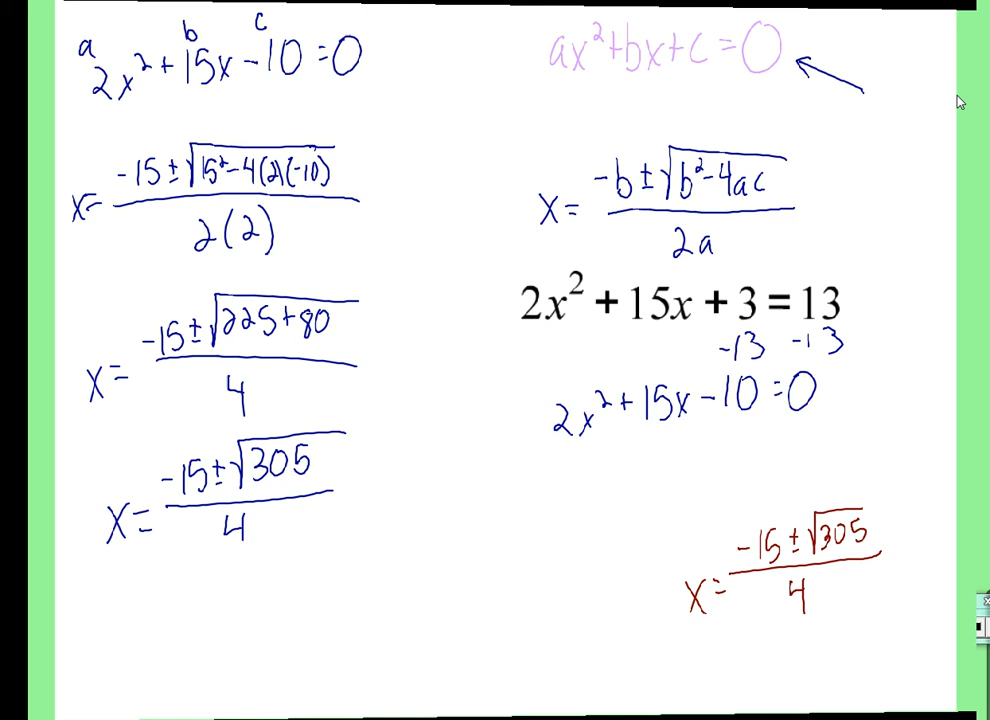 a b c
2x² + 15x - 10 = 0
x = (-15 ± √(15² - 4(2)(-10))) / 2(2)
x = (-15 ± √(225 + 80)) / 4
x = (-15 ± √305) / 4
ax² + bx + c = 0
x = (-b ± √(b² - 4ac)) / 2a
2x² + 15x + 3 = 13
-13 -13
2x² + 15x - 10 = 0
x = (-15 ± √305) / 4